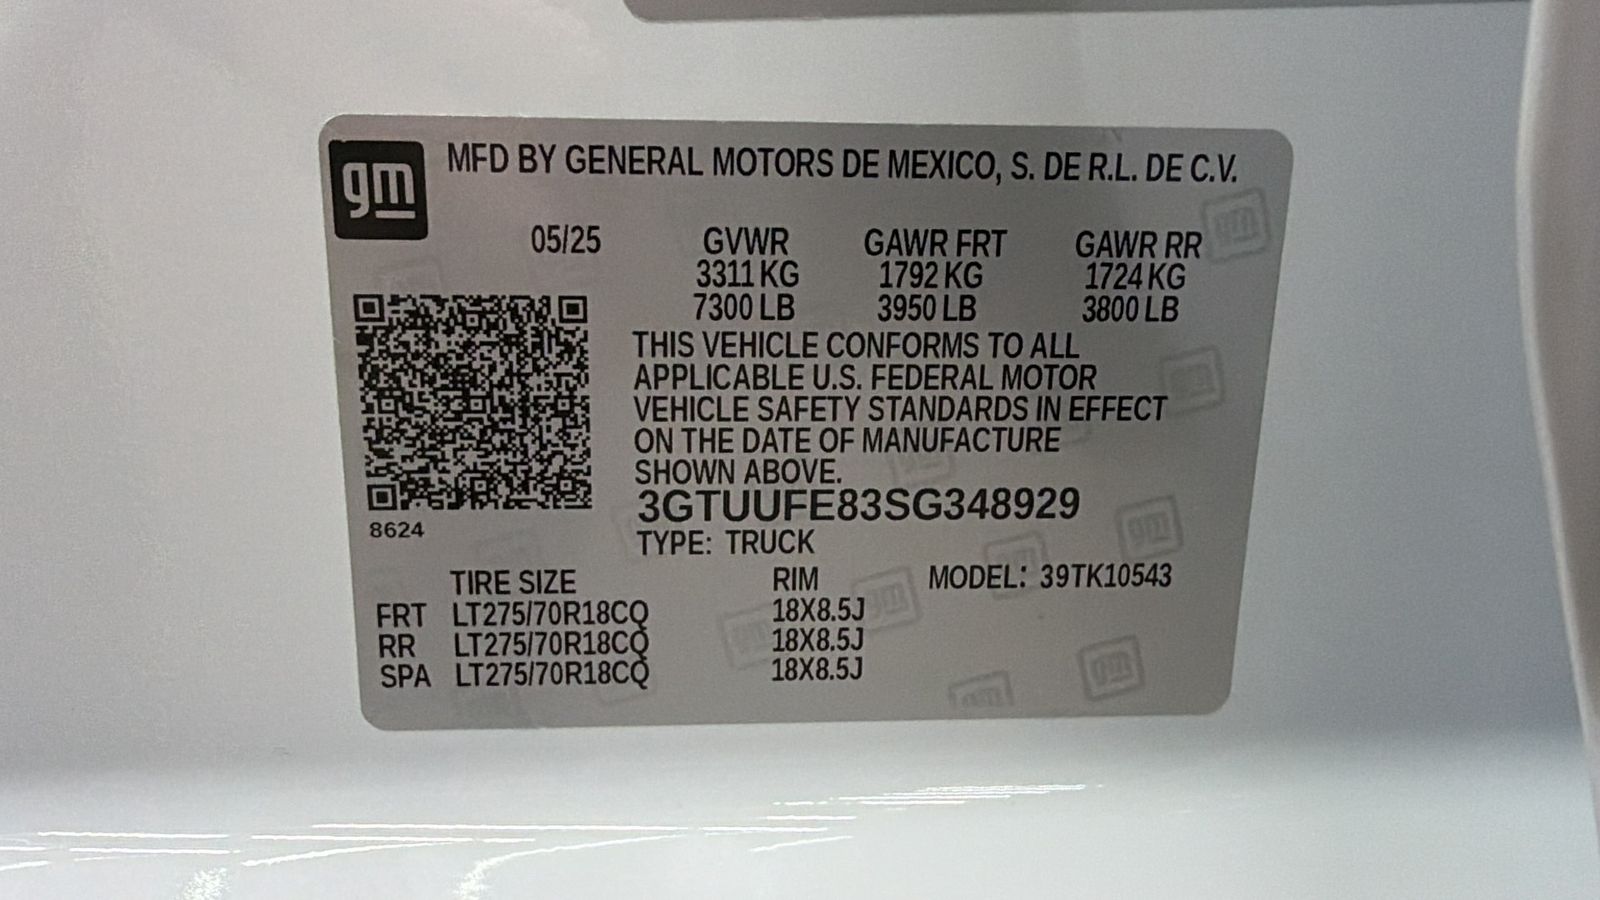 gm MFD BY GENERAL MOTORS DE MEXICO, S. DE R.L. DE C.V.
05/25 GVWR GAWR FRT GAWR RR
3311 KG 1792 KG 1724 KG
7300 LB 3950 LB 3800 LB
THIS VEHICLE CONFORMS TO ALL
APPLICABLE U.S. FEDERAL MOTOR
VEHICLE SAFETY STANDARDS IN EFFECT
ON THE DATE OF MANUFACTURE
SHOWN ABOVE.
3GTUUFE83SG348929
8624
TYPE: TRUCK
TIRE SIZE RIM MODEL: 39TK10543
FRT LT275/70R18CQ 18X8.5J
RR LT275/70R18CQ 18X8.5J
SPA LT275/70R18CQ 18X8.5J